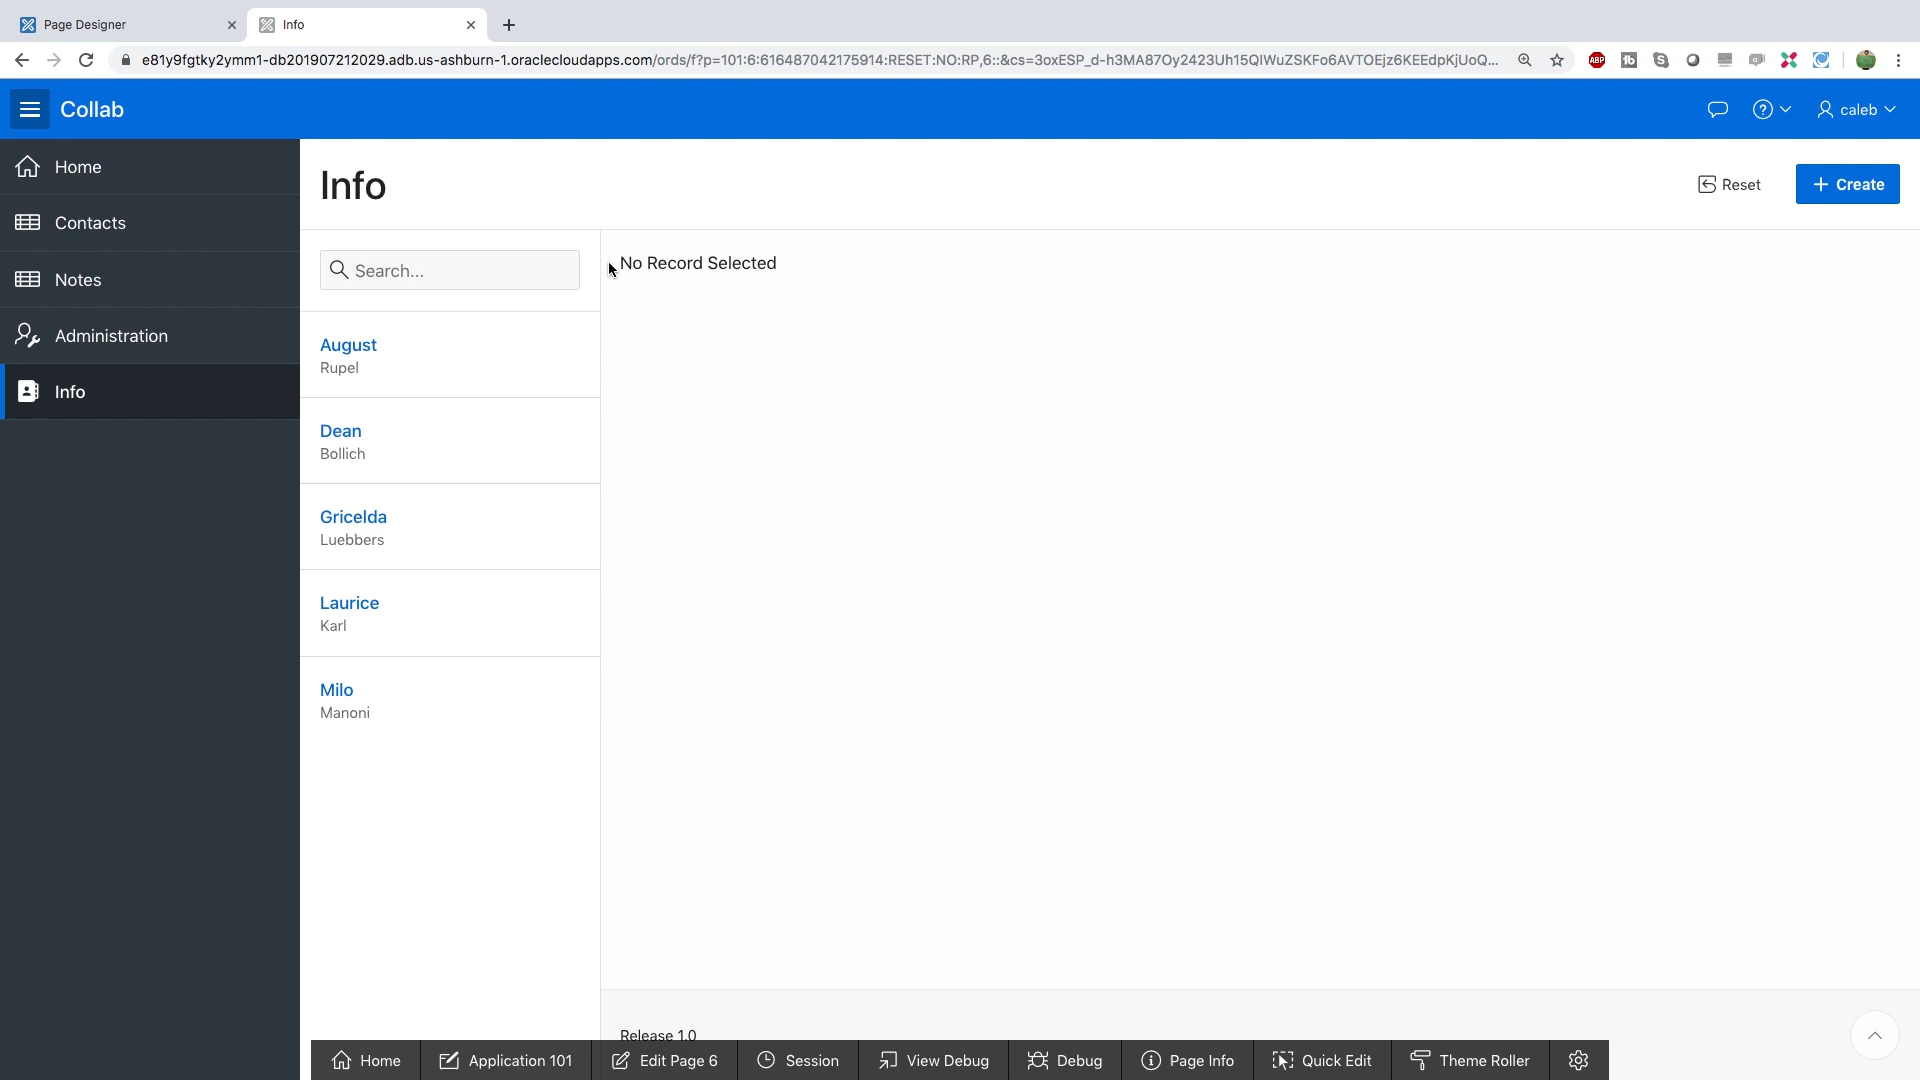 Page Designer
Info
e81y9fgtky2ymm1-db201907212029.adb.us-ashburn-1.oraclecloudapps.com/ords/f?p=101:6:616487042175914:RESET:NO:RP,6::&cs=3oxESP_d-h3MA87Oy2423Uh15QIWuZSKFo6AVTOEjz6KEEdpKjUoQ...
ABP
Collab
caleb
Home
Contacts
Notes
Administration
Info
Info
Reset
Create
Search...
No Record Selected
August
Rupel
Dean
Bollich
Gricelda
Luebbers
Laurice
Karl
Milo
Manoni
Release 1.0
Home
Application 101
Edit Page 6
Session
View Debug
Debug
Page Info
Quick Edit
Theme Roller